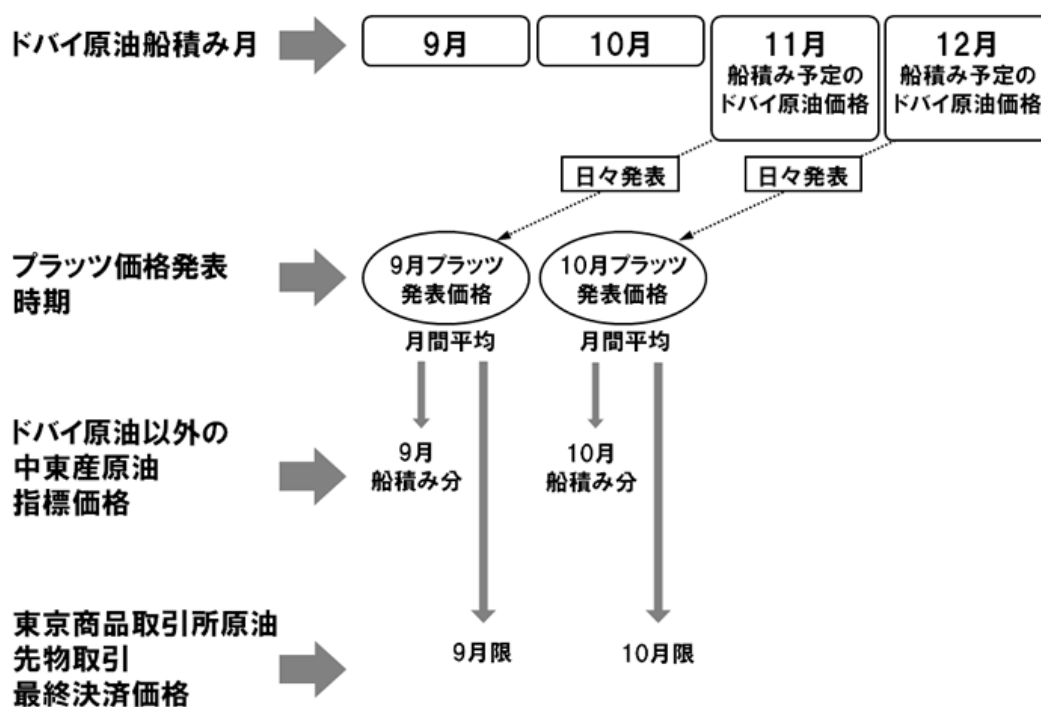 ドバイ原油船積み月
9月
10月
11月
船積み予定の
ドバイ原油価格
12月
船積み予定の
ドバイ原油価格
日々発表
日々発表
プラッツ価格発表
時期
9月プラッツ
発表価格
10月プラッツ
発表価格
月間平均
月間平均
ドバイ原油以外の
中東産原油
指標価格
9月
船積み分
10月
船積み分
東京商品取引所原油
先物取引
最終決済価格
9月限
10月限